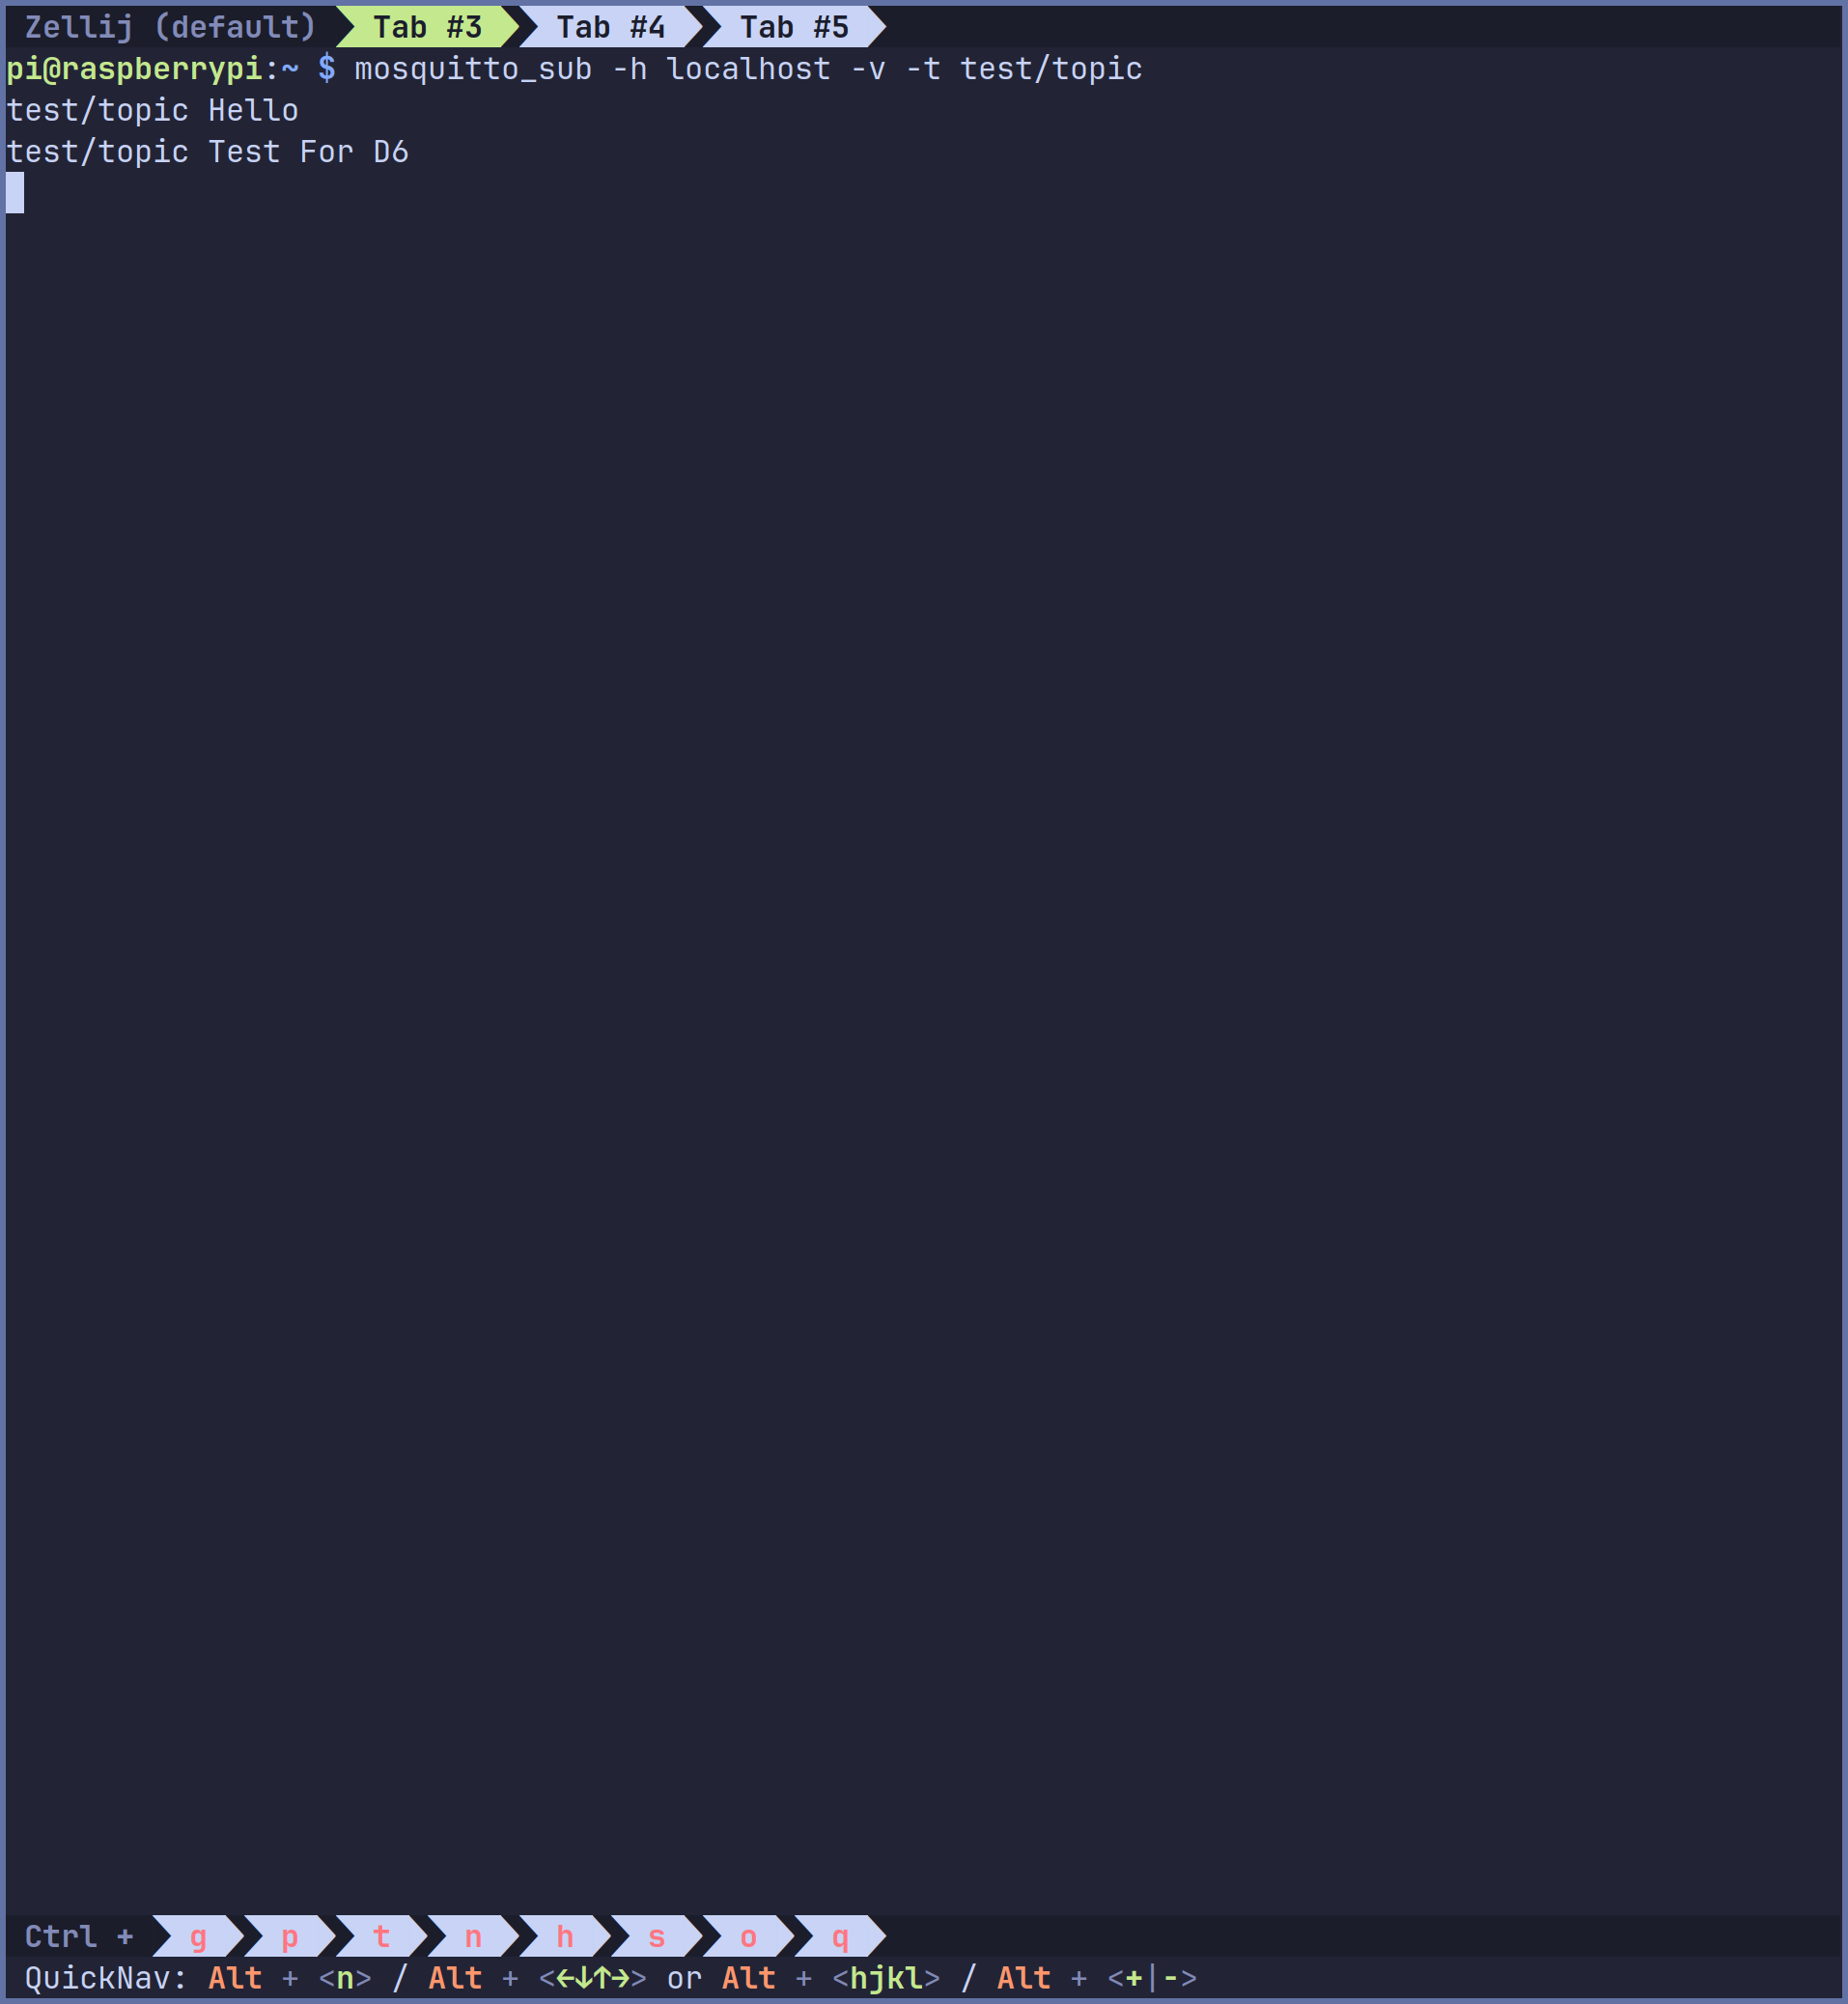 Zellij (default) Tab #3 Tab #4 Tab #5
pi@raspberrypi:~ $ mosquitto_sub -h localhost -v -t test/topic
test/topic Hello
test/topic Test For D6
Ctrl + g p t n h s o q
QuickNav: Alt + <n> / Alt + <←↓↑→> or Alt + <hjkl> / Alt + <+|->